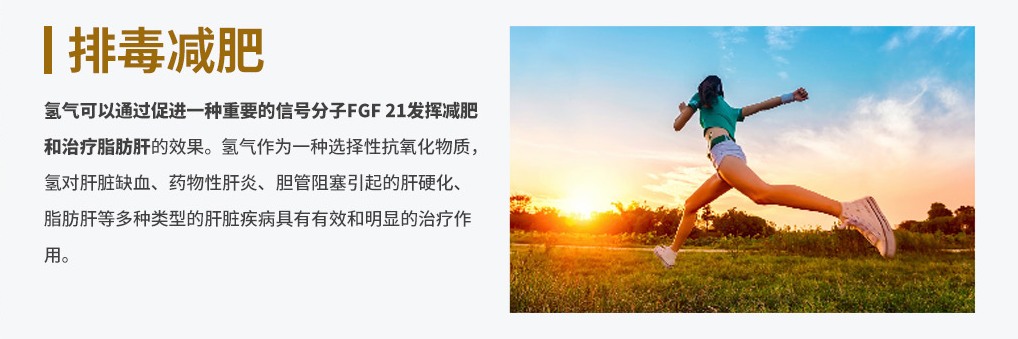 排毒减肥
氢气可以通过促进一种重要的信号分子FGF 21发挥减肥
和治疗脂肪肝的效果。氢气作为一种选择性抗氧化物质，
氢对肝脏缺血、药物性肝炎、胆管阻塞引起的肝硬化、
脂肪肝等多种类型的肝脏疾病具有有效和明显的治疗作
用。